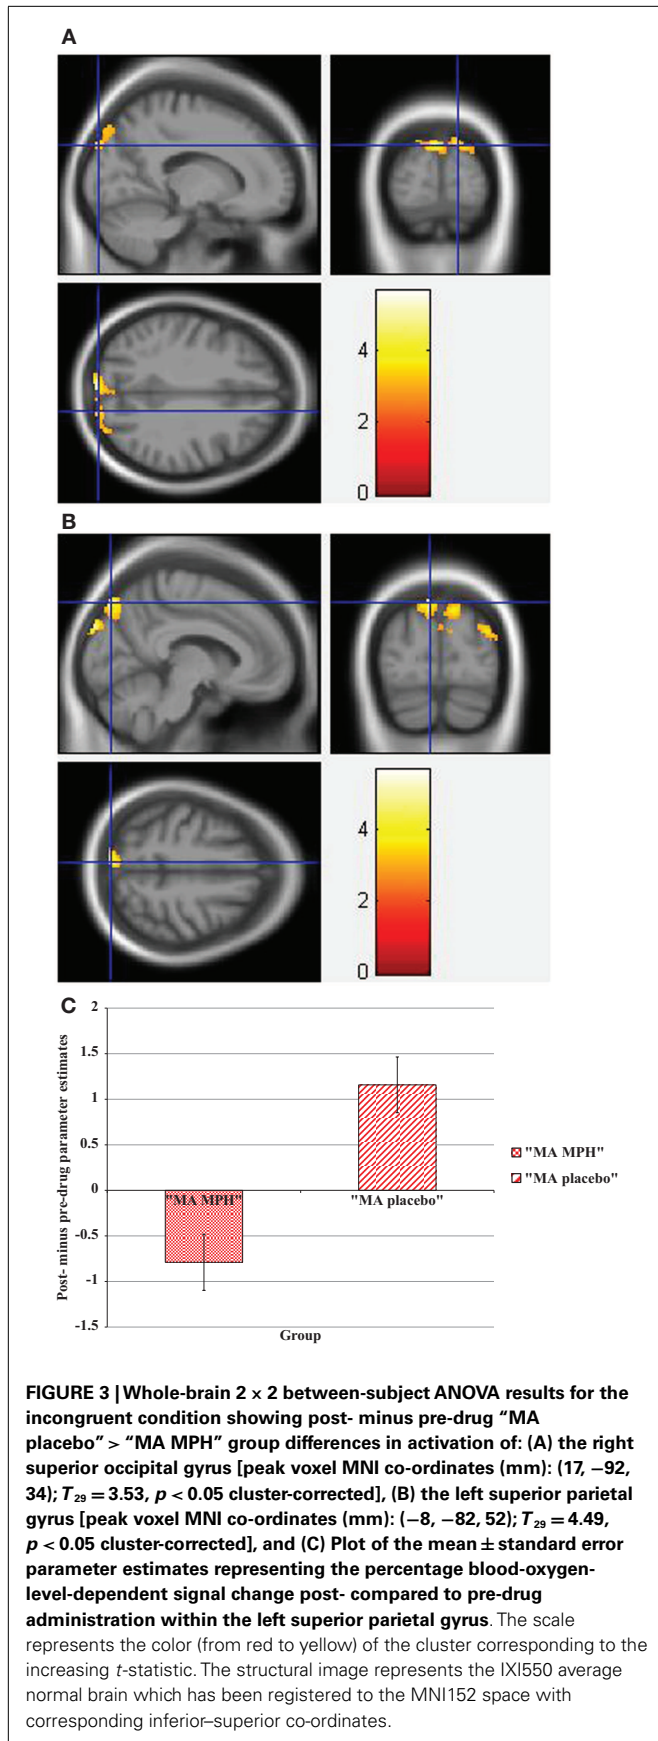 A
4
2
0
B
4
2
0
C
2
1.5
1
0.5
0
-0.5
-1
-1.5
Post- minus pre-drug parameter estimates
"MA MPH"
"MA placebo"
"MA MPH"
"MA placebo"
Group
FIGURE 3 | Whole-brain 2 × 2 between-subject ANOVA results for the
incongruent condition showing post- minus pre-drug “MA
placebo” > “MA MPH” group differences in activation of: (A) the right
superior occipital gyrus [peak voxel MNI co-ordinates (mm): (17, −92,
34); T29 = 3.53, p < 0.05 cluster-corrected], (B) the left superior parietal
gyrus [peak voxel MNI co-ordinates (mm): (−8, −82, 52); T29 = 4.49,
p < 0.05 cluster-corrected], and (C) Plot of the mean ± standard error
parameter estimates representing the percentage blood-oxygen-
level-dependent signal change post- compared to pre-drug
administration within the left superior parietal gyrus. The scale
represents the color (from red to yellow) of the cluster corresponding to the
increasing t-statistic. The structural image represents the IXI550 average
normal brain which has been registered to the MNI152 space with
corresponding inferior–superior co-ordinates.